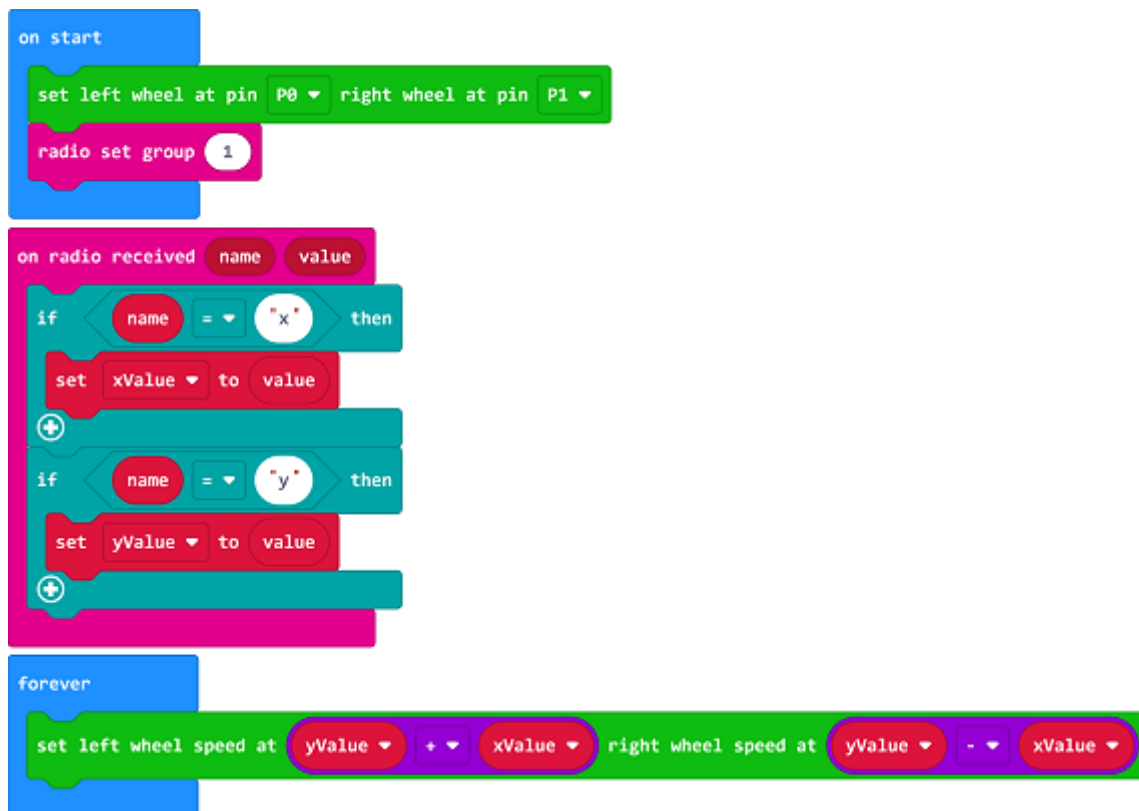 on start
set left wheel at pin P0 right wheel at pin P1
radio set group 1
on radio received name value
if name = "x" then
set xValue to value
if name = "y" then
set yValue to value
forever
set left wheel speed at yValue + xValue right wheel speed at yValue - xValue